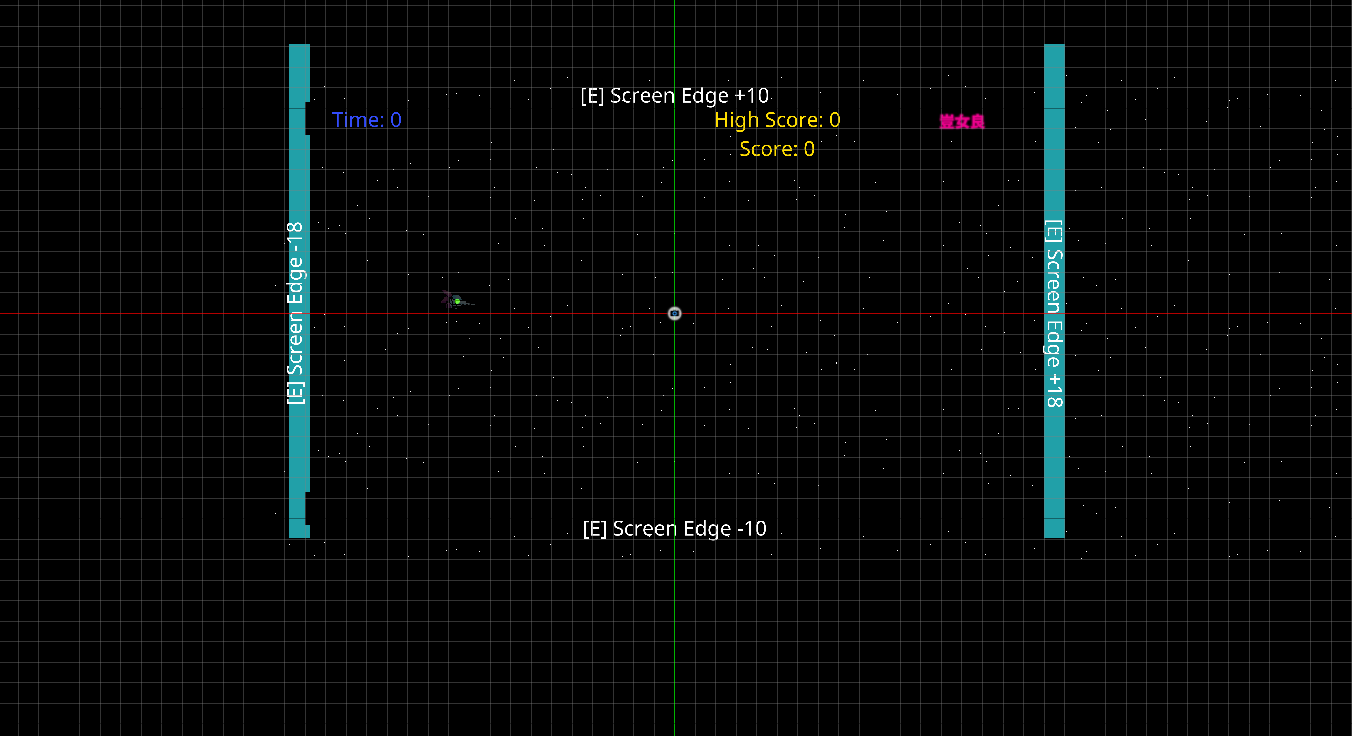 [E] Screen Edge +10
Time: 0
High Score: 0
Score: 0
[E] Screen Edge -18
[E] Screen Edge +18
[E] Screen Edge -10